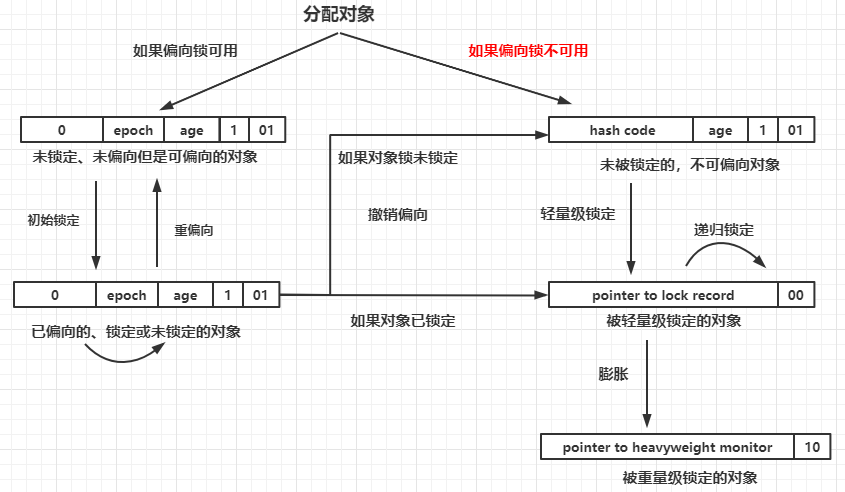 分配对象
如果偏向锁可用
如果偏向锁不可用
0 epoch age 1 01
hash code age 1 01
未锁定、未偏向但是可偏向的对象
如果对象锁未锁定
未被锁定的，不可偏向对象
初始锁定
重偏向
撤销偏向
轻量级锁定
递归锁定
0 epoch age 1 01
pointer to lock record 00
已偏向的、锁定或未锁定的对象
如果对象已锁定
被轻量级锁定的对象
膨胀
pointer to heavyweight monitor 10
被重量级锁定的对象